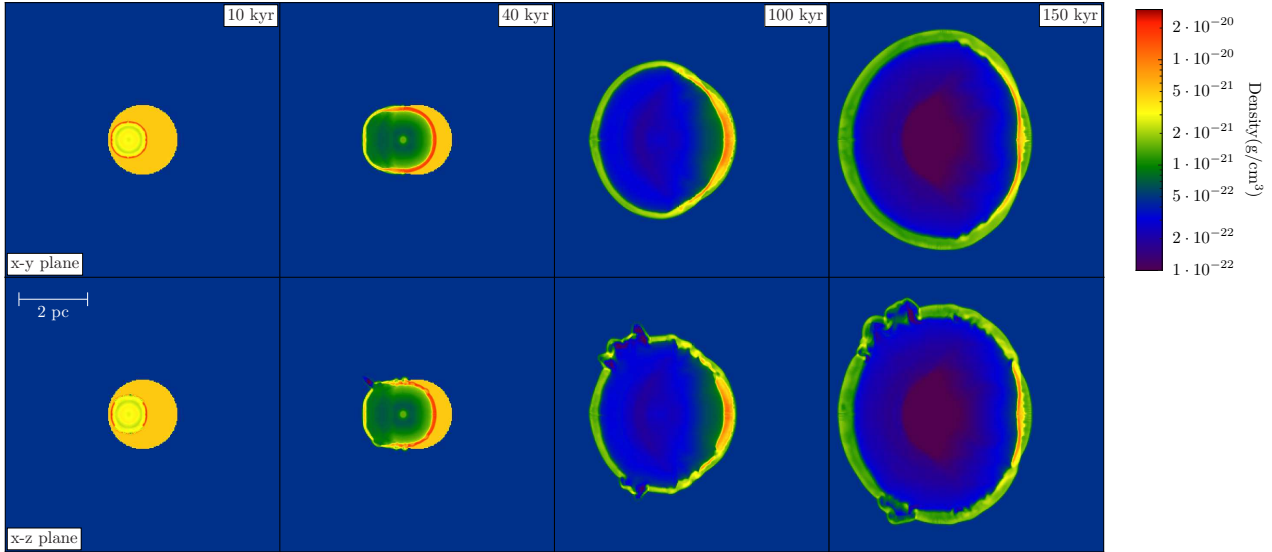 10 kyr
40 kyr
100 kyr
150 kyr
x-y plane
2 pc
x-z plane
2 · 10⁻²⁰
1 · 10⁻²⁰
5 · 10⁻²¹
2 · 10⁻²¹
1 · 10⁻²¹
5 · 10⁻²²
2 · 10⁻²²
1 · 10⁻²²
Density(g/cm³)